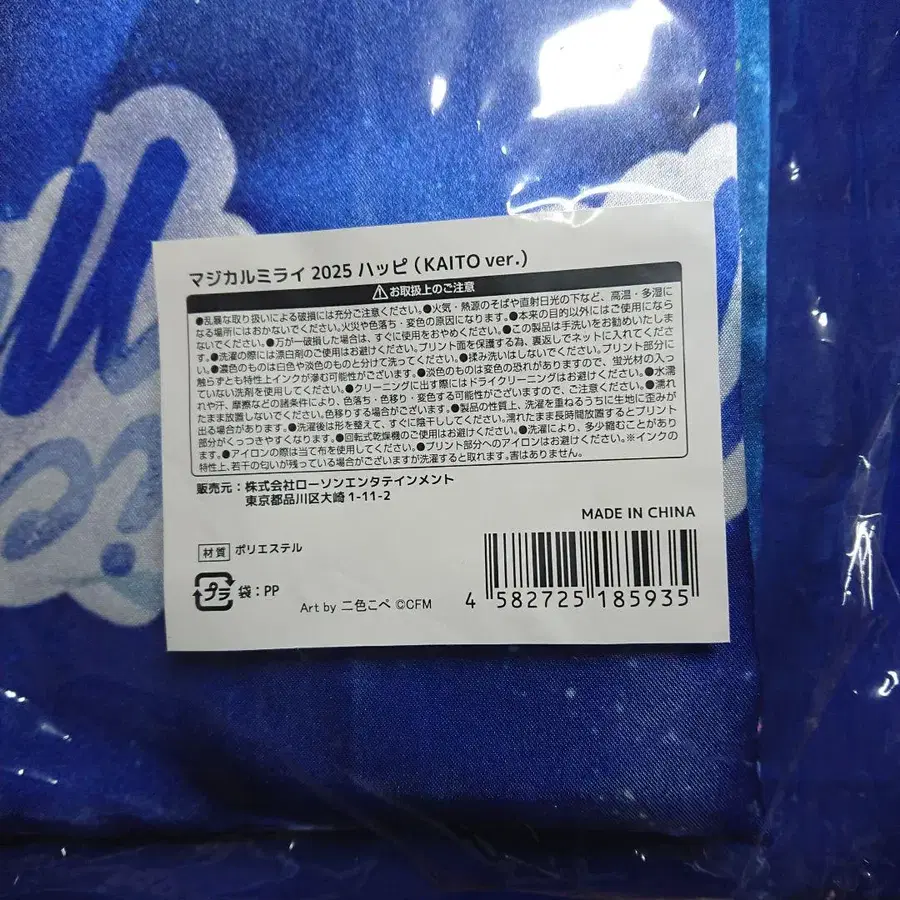 マジカルミライ 2025 ハッピ（KAITO ver.）
⚠お取扱上のご注意
●乱暴な取り扱いによる破損には充分ご注意ください。●火気・熱源のそばや直射日光の下など、高温・多湿に
なる場所にはおかないでください。火災や色落ち・変色の原因になります。●本来の目的以外にはご使用になら
ないでください。●万が一破損した場合は、すぐに使用をおやめください。●この製品は手洗いをお勧めいたしま
す。●洗濯の際には漂白剤のご使用はお避けください。プリント面を保護する為、裏返しでネットに入れてくださ
い。●濃色のものは白色や淡色のものと分けて洗ってください。●揉み洗いはしないでください。プリント部分に
触らずとも特性上インクが滲む可能性がございます。●淡色のものは変色の恐れがありますので、蛍光材の入っ
ていない洗剤を使用してください。●クリーニングに出す際にはドライクリーニングはお避けください。●水濡
れや汗、摩擦などの諸条件により、色落ち・色移り・変色する可能性がございますので、ご注意ください。●濡れ
たまま放置しないでください。色移りする場合がございます。●製品の性質上、洗濯を重ねるうちに生地に歪みが
出る場合があります。●洗濯後は形を整えて、すぐに陰干ししてください。濡れたまま長時間放置するとプリント
部分がくっつきやすくなります。●回転式乾燥機のご使用はお避けください。●洗濯により、多少縮むことがあり
ます。●アイロンの際は当て布を使用してください。●プリント部分へのアイロンはお避けください。※インクの
特性上、若干の匂いが残っている場合がございますが洗濯すると取れます。害はありません。
販売元：株式会社ローソンエンタテインメント
東京都品川区大崎 1-11-2
MADE IN CHINA
材質 ポリエステル
プラ 袋：PP
Art by 二色こぺ ©CFM
4 582725 185935